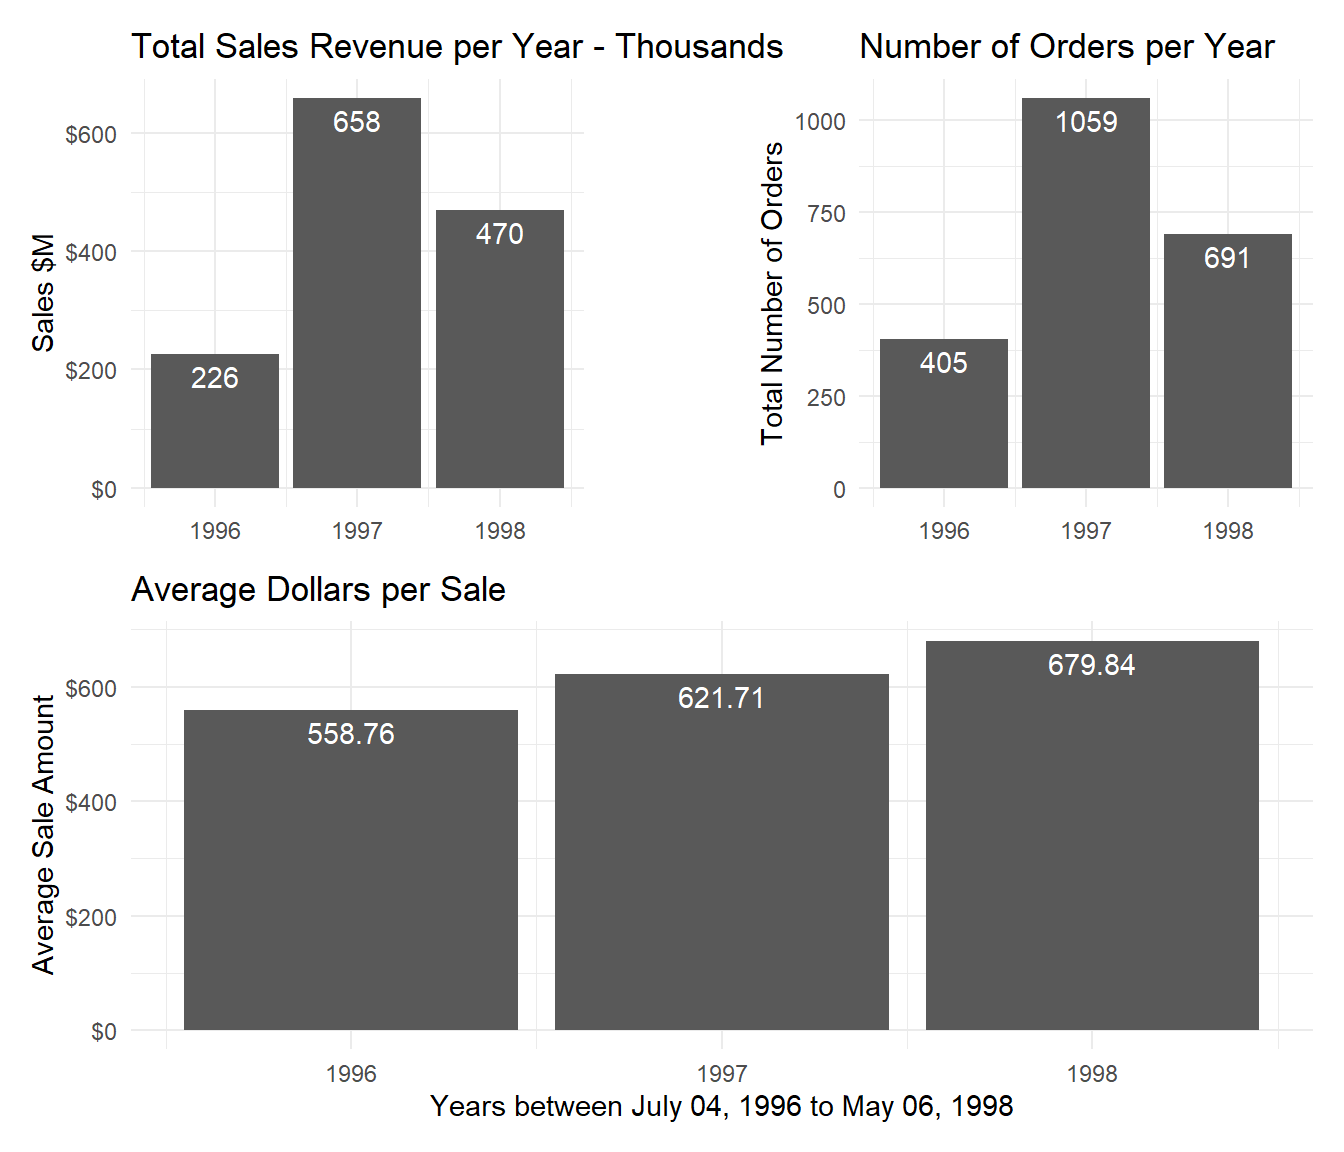 Total Sales Revenue per Year - Thousands
Sales $M
$600
$400
$200
$0
658
470
226
1996 1997 1998
Number of Orders per Year
Total Number of Orders
1000
750
500
250
0
1059
691
405
1996 1997 1998
Average Dollars per Sale
Average Sale Amount
$600
$400
$200
$0
679.84
621.71
558.76
1996 1997 1998
Years between July 04, 1996 to May 06, 1998